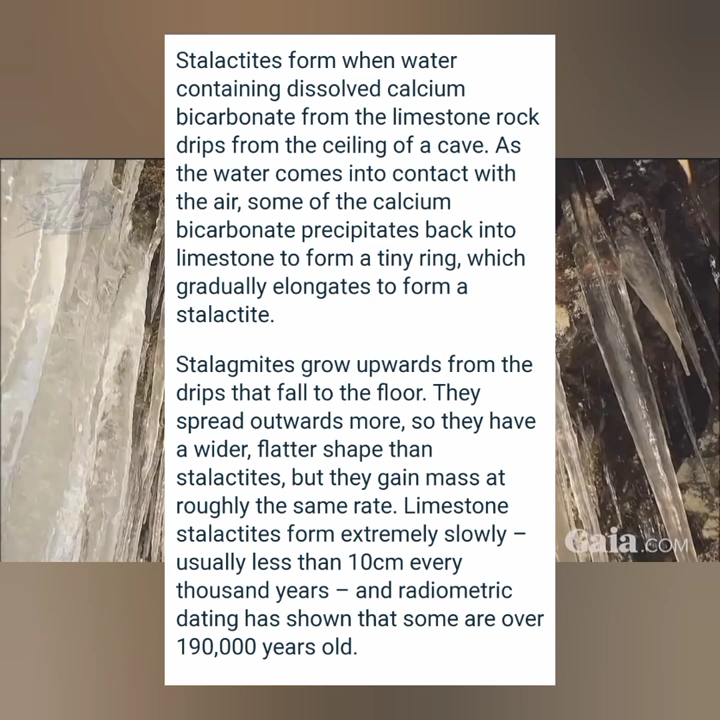 Stalactites form when water
containing dissolved calcium
bicarbonate from the limestone rock
drips from the ceiling of a cave. As
the water comes into contact with
the air, some of the calcium
bicarbonate precipitates back into
limestone to form a tiny ring, which
gradually elongates to form a
stalactite.
Stalagmites grow upwards from the
drips that fall to the floor. They
spread outwards more, so they have
a wider, flatter shape than
stalactites, but they gain mass at
roughly the same rate. Limestone
stalactites form extremely slowly –
usually less than 10cm every
thousand years – and radiometric
dating has shown that some are over
190,000 years old.
Gaia.COM